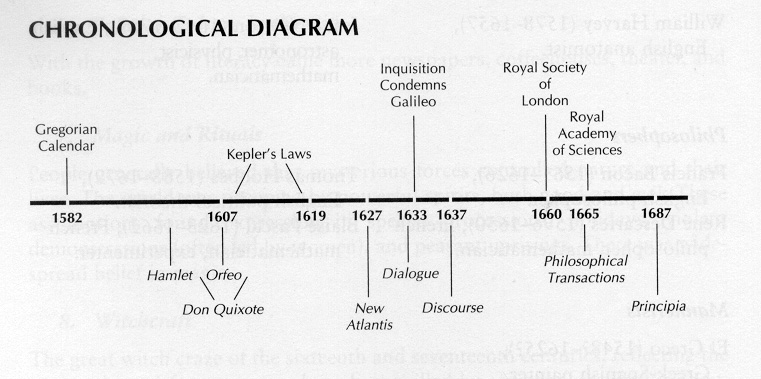 CHRONOLOGICAL DIAGRAM
Inquisition
Condemns
Galileo
Royal Society
of
London
Royal
Academy
of Sciences
Gregorian
Calendar
Kepler's Laws
1582 1607 1619 1627 1633 1637 1660 1665 1687
Hamlet Orfeo
Don Quixote
New
Atlantis
Dialogue
Discourse
Philosophical
Transactions
Principia